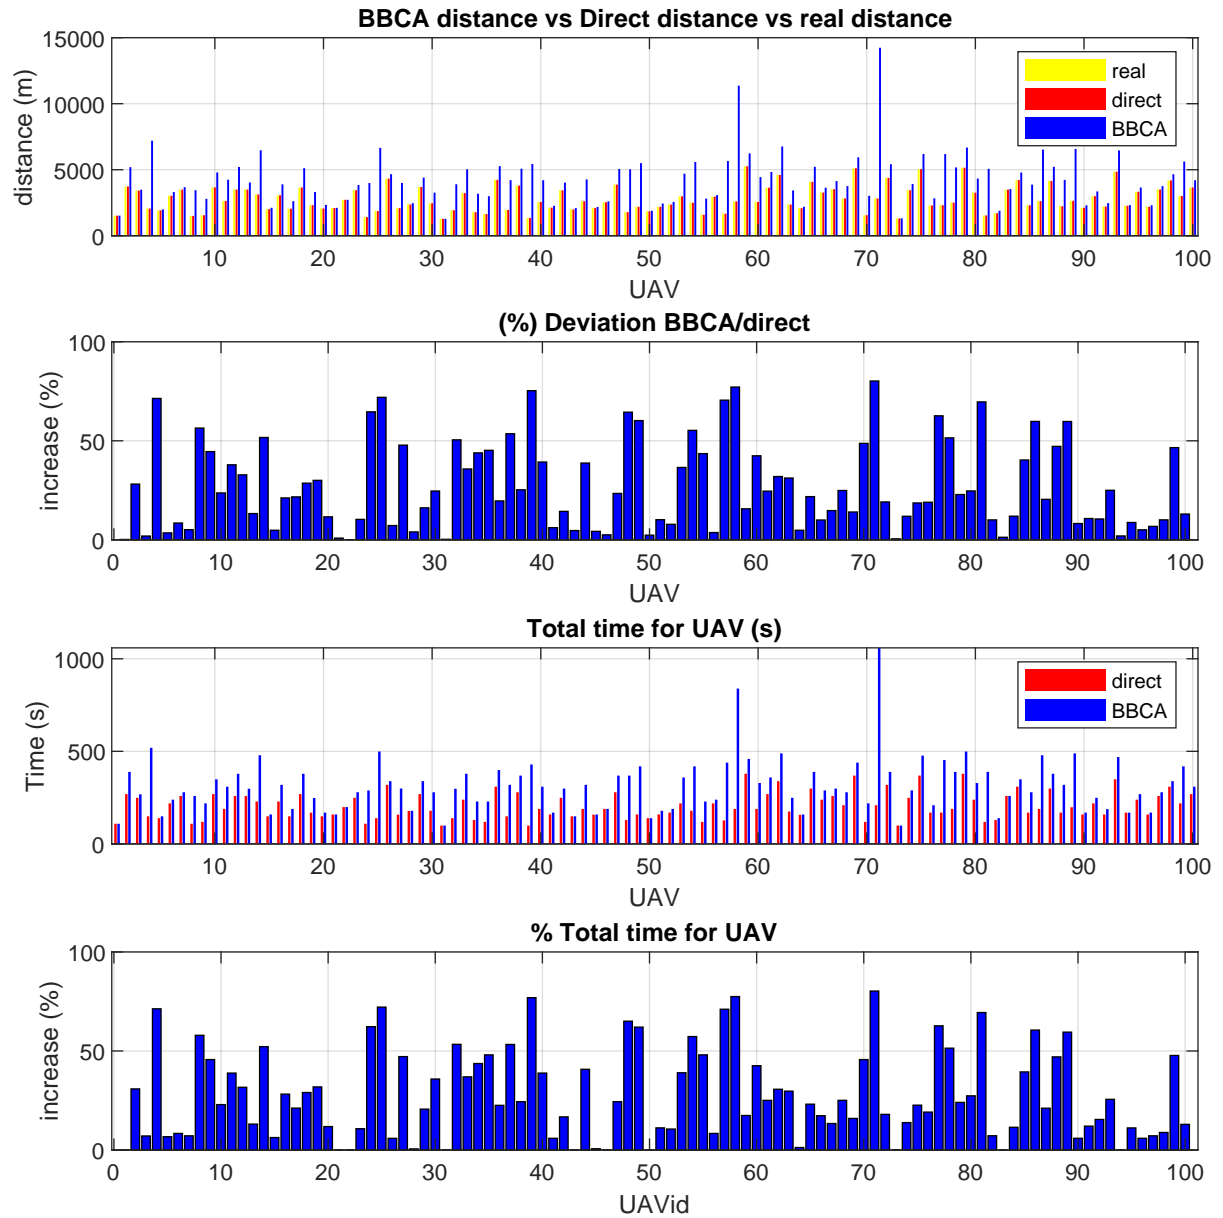 BBCA distance vs Direct distance vs real distance
15000
10000
5000
0
distance (m)
real
direct
BBCA
10 20 30 40 50 60 70 80 90 100
UAV
(%) Deviation BBCA/direct
100
50
0
increase (%)
0 10 20 30 40 50 60 70 80 90 100
UAV
Total time for UAV (s)
1000
500
0
Time (s)
direct
BBCA
10 20 30 40 50 60 70 80 90 100
UAV
% Total time for UAV
100
50
0
increase (%)
0 10 20 30 40 50 60 70 80 90 100
UAVid